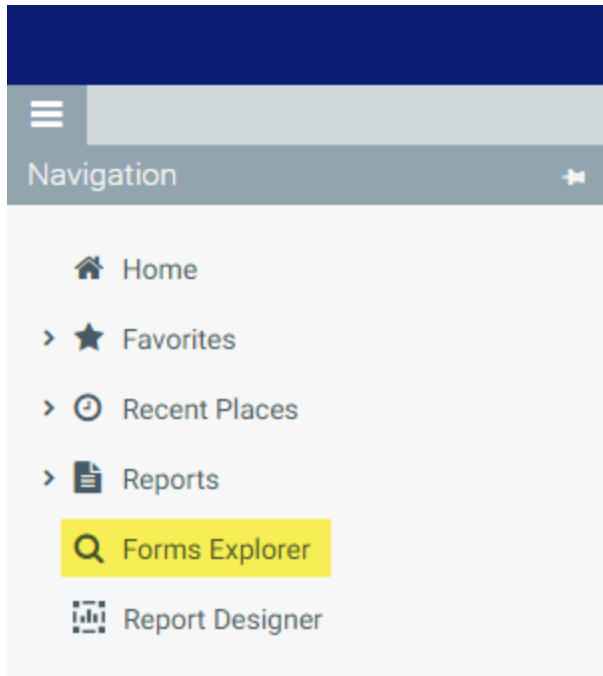 Navigation
Home
Favorites
Recent Places
Reports
Forms Explorer
Report Designer